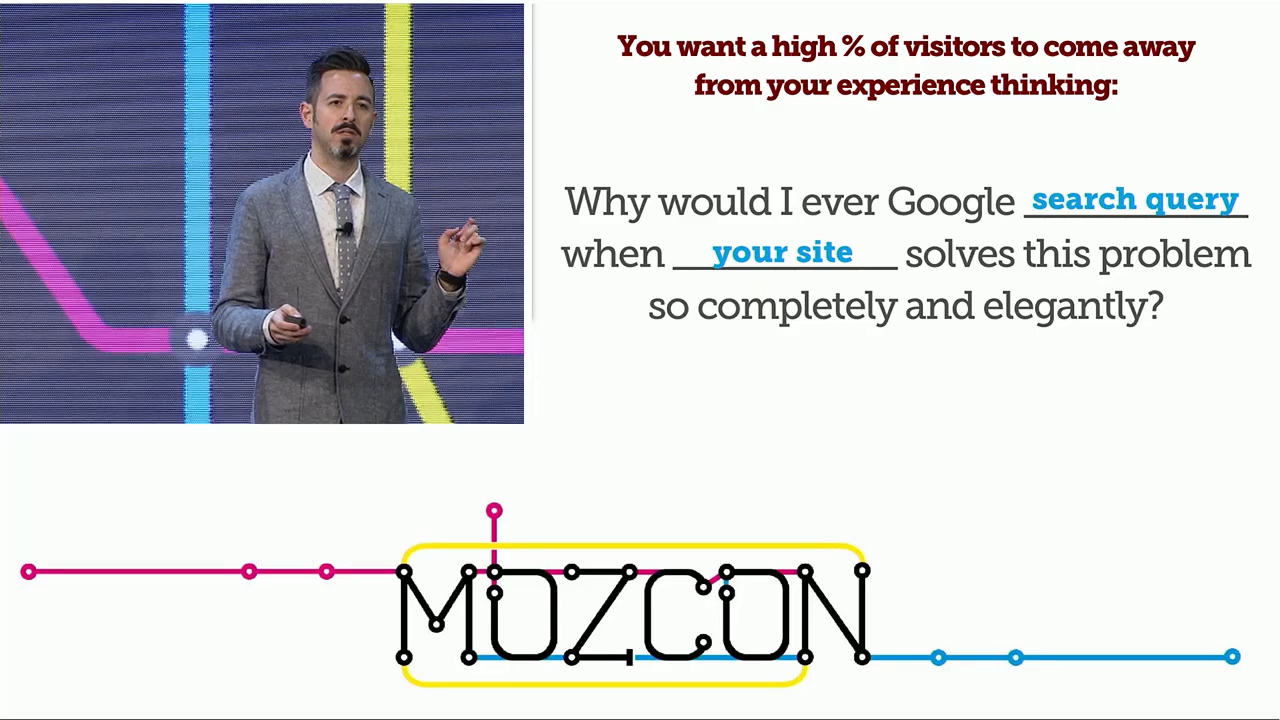 You want a high % of visitors to come away
from your experience thinking:
Why would I ever Google search query
when your site solves this problem
so completely and elegantly?
MOZCON